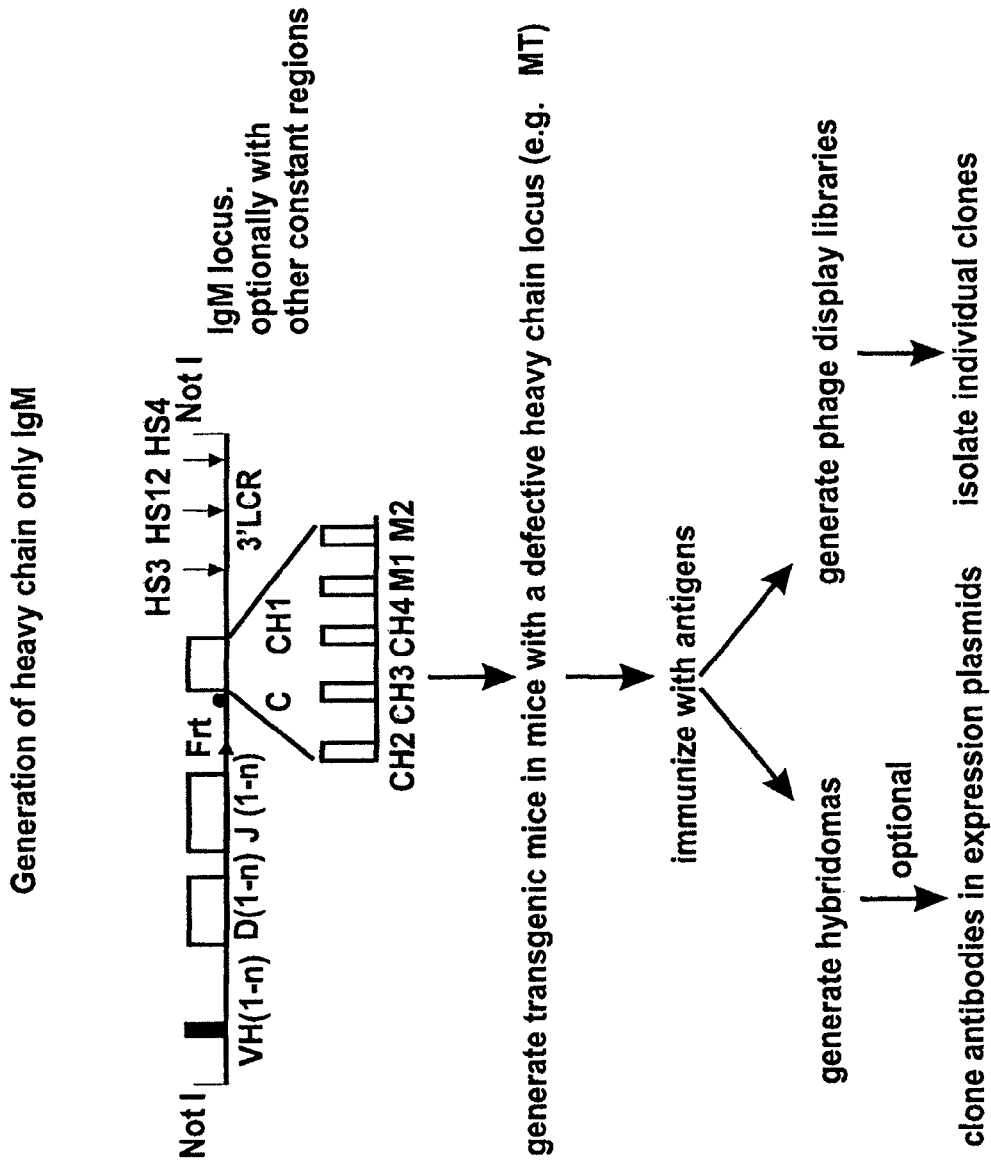 Generation of heavy chain only IgM
HS3 HS12 HS4
Not I
Not I
Frt
VH(1-n) D(1-n) J (1-n)
3'LCR
IgM locus.
optionally with
other constant regions
C CH1
CH2 CH3 CH4 M1 M2
generate transgenic mice in mice with a defective heavy chain locus (e.g. MT)
immunize with antigens
generate hybridomas
generate phage display libraries
optional
clone antibodies in expression plasmids
isolate individual clones